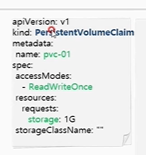 apiVersion: v1
kind: PersistentVolumeClaim
metadata:
 name: pvc-01
spec:
 accessModes:
  - ReadWriteOnce
 resources:
  requests:
   storage: 1G
 storageClassName: ""